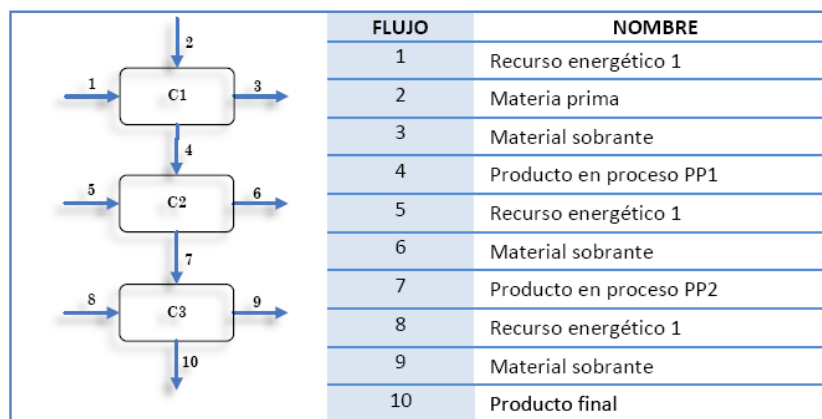 2
1
C1
3
4
5
C2
6
7
8
C3
9
10
FLUJO NOMBRE
1 Recurso energético 1
2 Materia prima
3 Material sobrante
4 Producto en proceso PP1
5 Recurso energético 1
6 Material sobrante
7 Producto en proceso PP2
8 Recurso energético 1
9 Material sobrante
10 Producto final